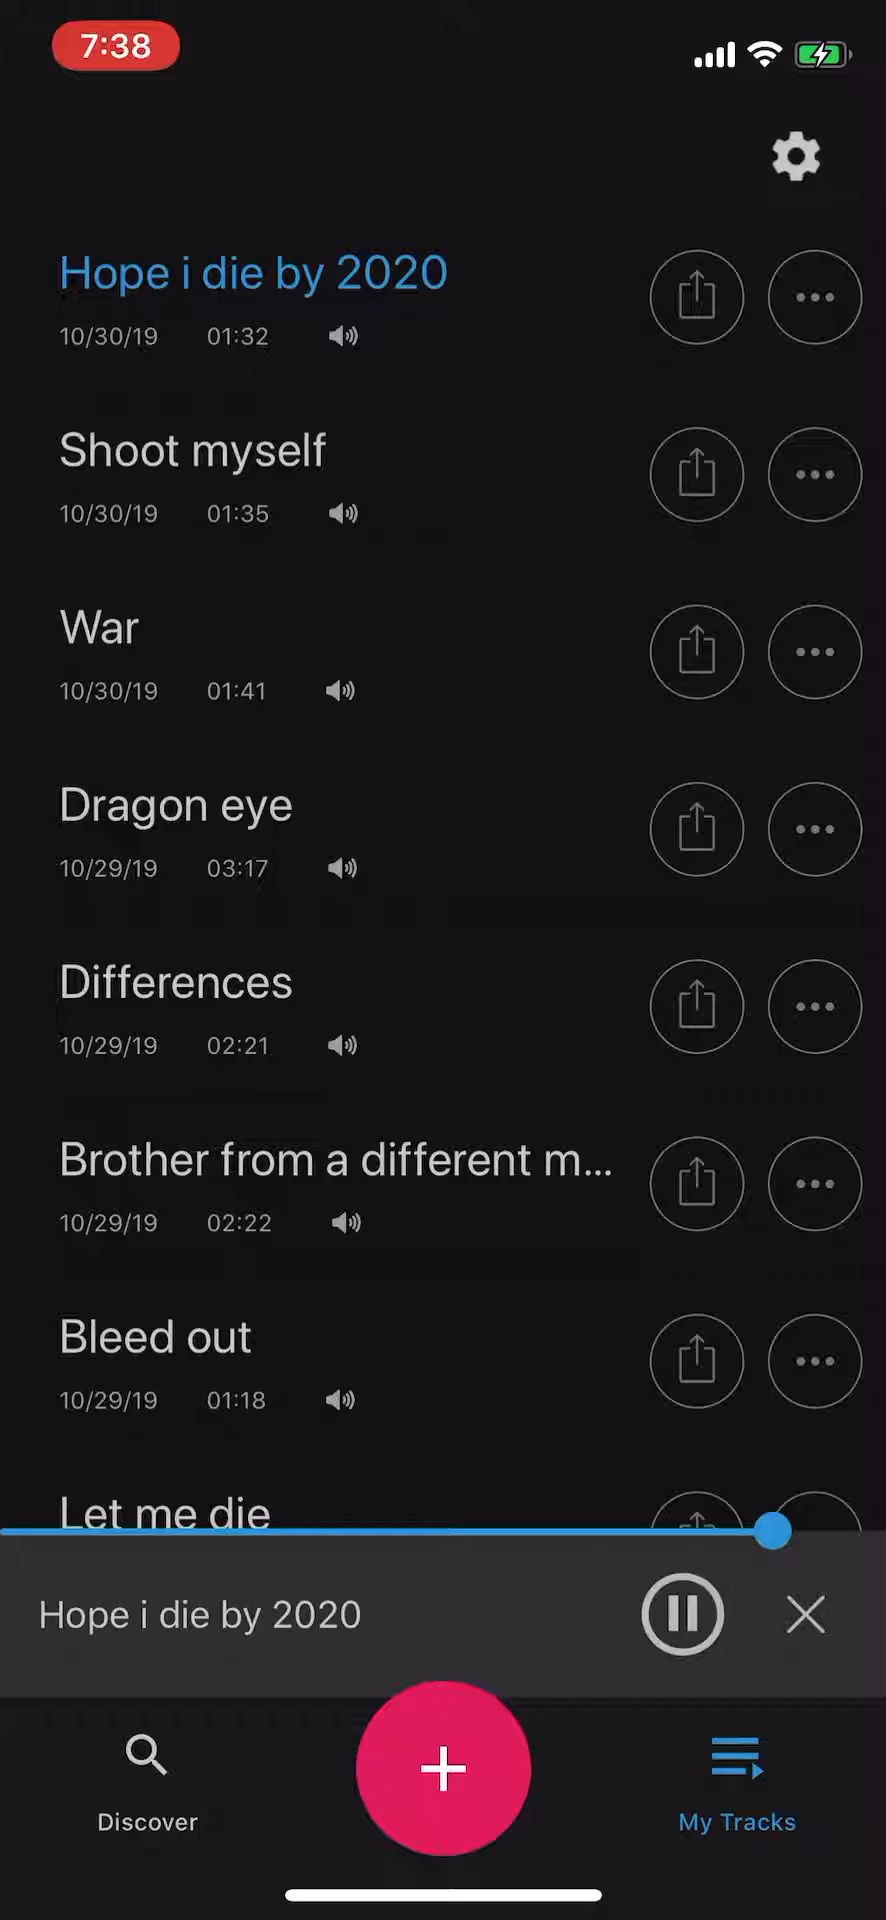 7:38
Hope i die by 2020
10/30/19 01:32
Shoot myself
10/30/19 01:35
War
10/30/19 01:41
Dragon eye
10/29/19 03:17
Differences
10/29/19 02:21
Brother from a different m...
10/29/19 02:22
Bleed out
10/29/19 01:18
Let me die
Hope i die by 2020
Discover
My Tracks